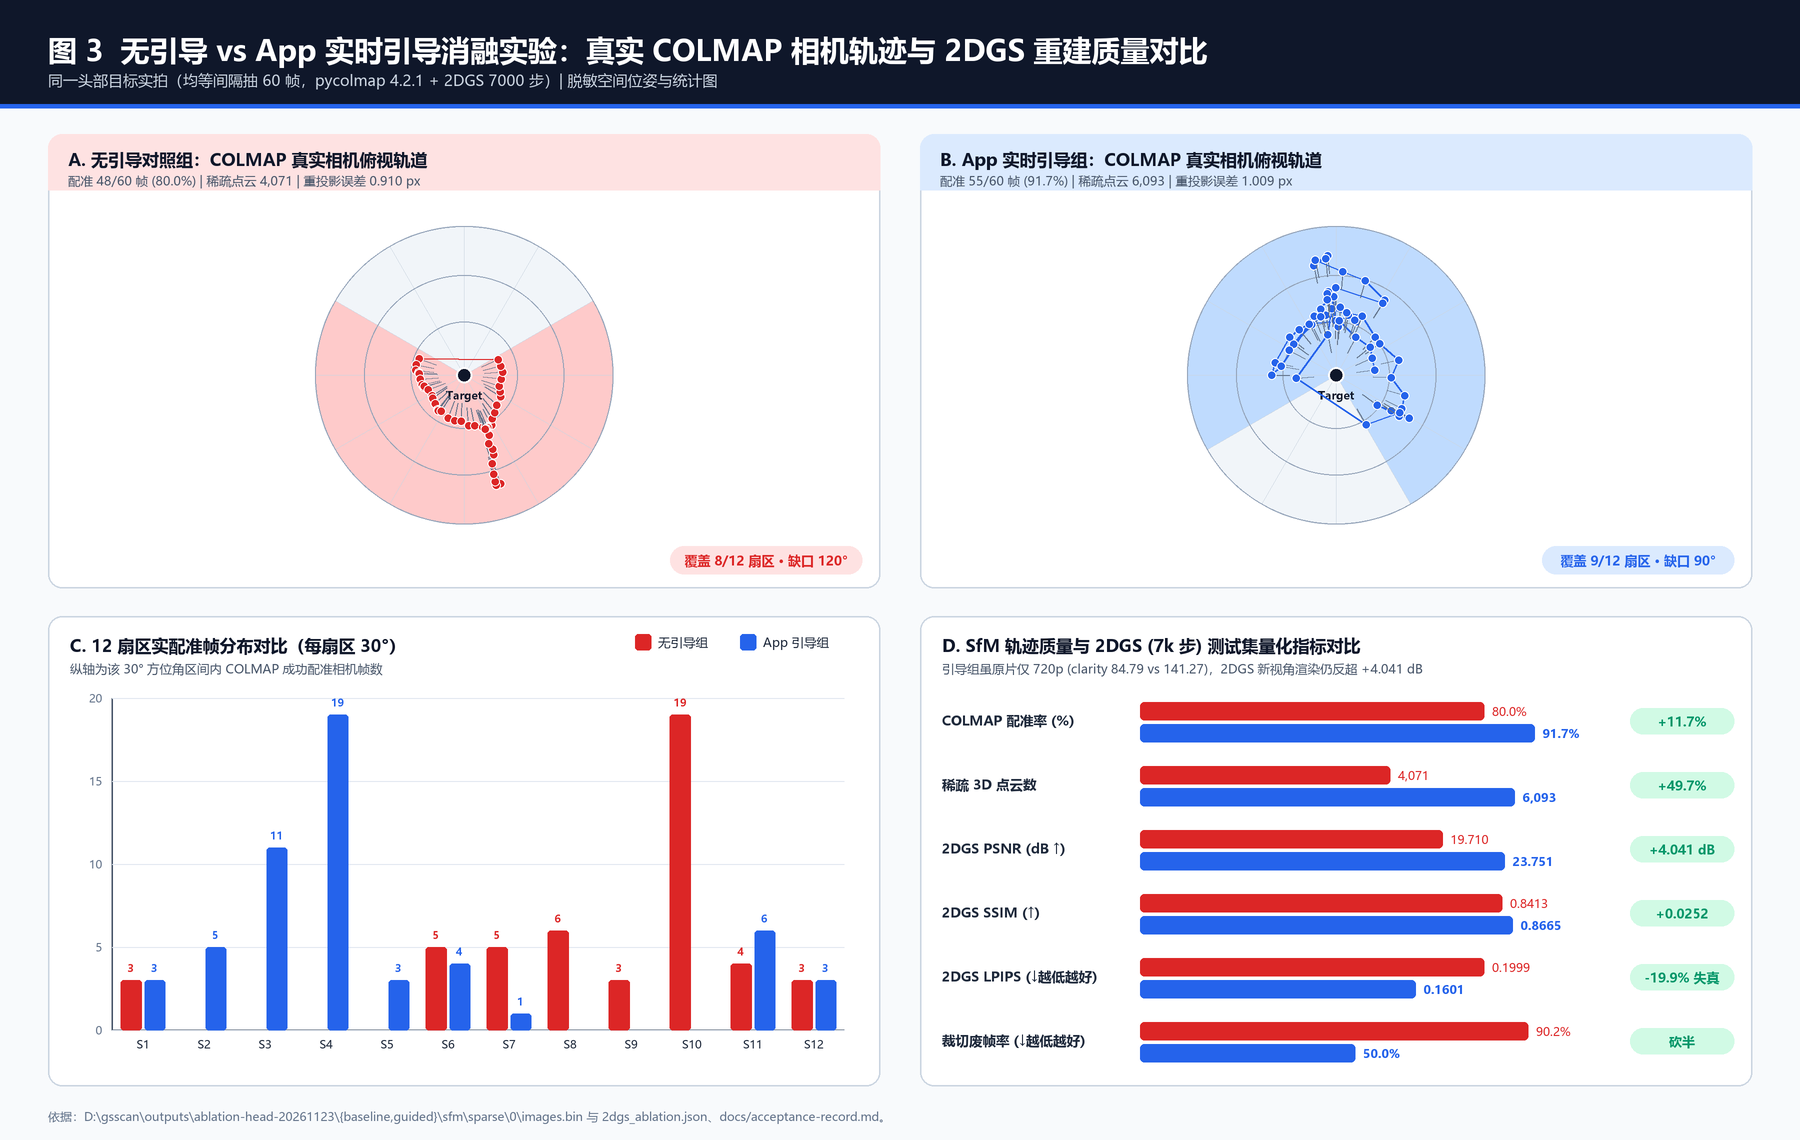 图 3 无引导 vs App 实时引导消融实验：真实 COLMAP 相机轨迹与 2DGS 重建质量对比
同一头部目标实拍（均等间隔抽 60 帧，pycolmap 4.2.1 + 2DGS 7000 步）| 脱敏空间位姿与统计图
A. 无引导对照组：COLMAP 真实相机俯视轨道
配准 48/60 帧 (80.0%) | 稀疏点云 4,071 | 重投影误差 0.910 px
Target
覆盖 8/12 扇区 • 缺口 120°
B. App 实时引导组：COLMAP 真实相机俯视轨道
配准 55/60 帧 (91.7%) | 稀疏点云 6,093 | 重投影误差 1.009 px
Target
覆盖 9/12 扇区 • 缺口 90°
C. 12 扇区实配准帧分布对比（每扇区 30°）
无引导组
App 引导组
纵轴为该 30° 方位角区间内 COLMAP 成功配准相机帧数
20
15
10
5
0
3 3 5 11 19 3 5 4 5 1 6 3 19 4 6 3 3
S1 S2 S3 S4 S5 S6 S7 S8 S9 S10 S11 S12
D. SfM 轨迹质量与 2DGS (7k 步) 测试集量化指标对比
引导组虽原片仅 720p (clarity 84.79 vs 141.27)，2DGS 新视角渲染仍反超 +4.041 dB
COLMAP 配准率 (%)
80.0%
91.7%
+11.7%
稀疏 3D 点云数
4,071
6,093
+49.7%
2DGS PSNR (dB ↑)
19.710
23.751
+4.041 dB
2DGS SSIM (↑)
0.8413
0.8665
+0.0252
2DGS LPIPS (↓越低越好)
0.1999
0.1601
-19.9% 失真
裁切废帧率 (↓越低越好)
90.2%
50.0%
砍半
依据：D:\gsscan\outputs\ablation-head-20261123\{baseline,guided}\sfm\sparse\0\images.bin 与 2dgs_ablation.json、docs/acceptance-record.md。